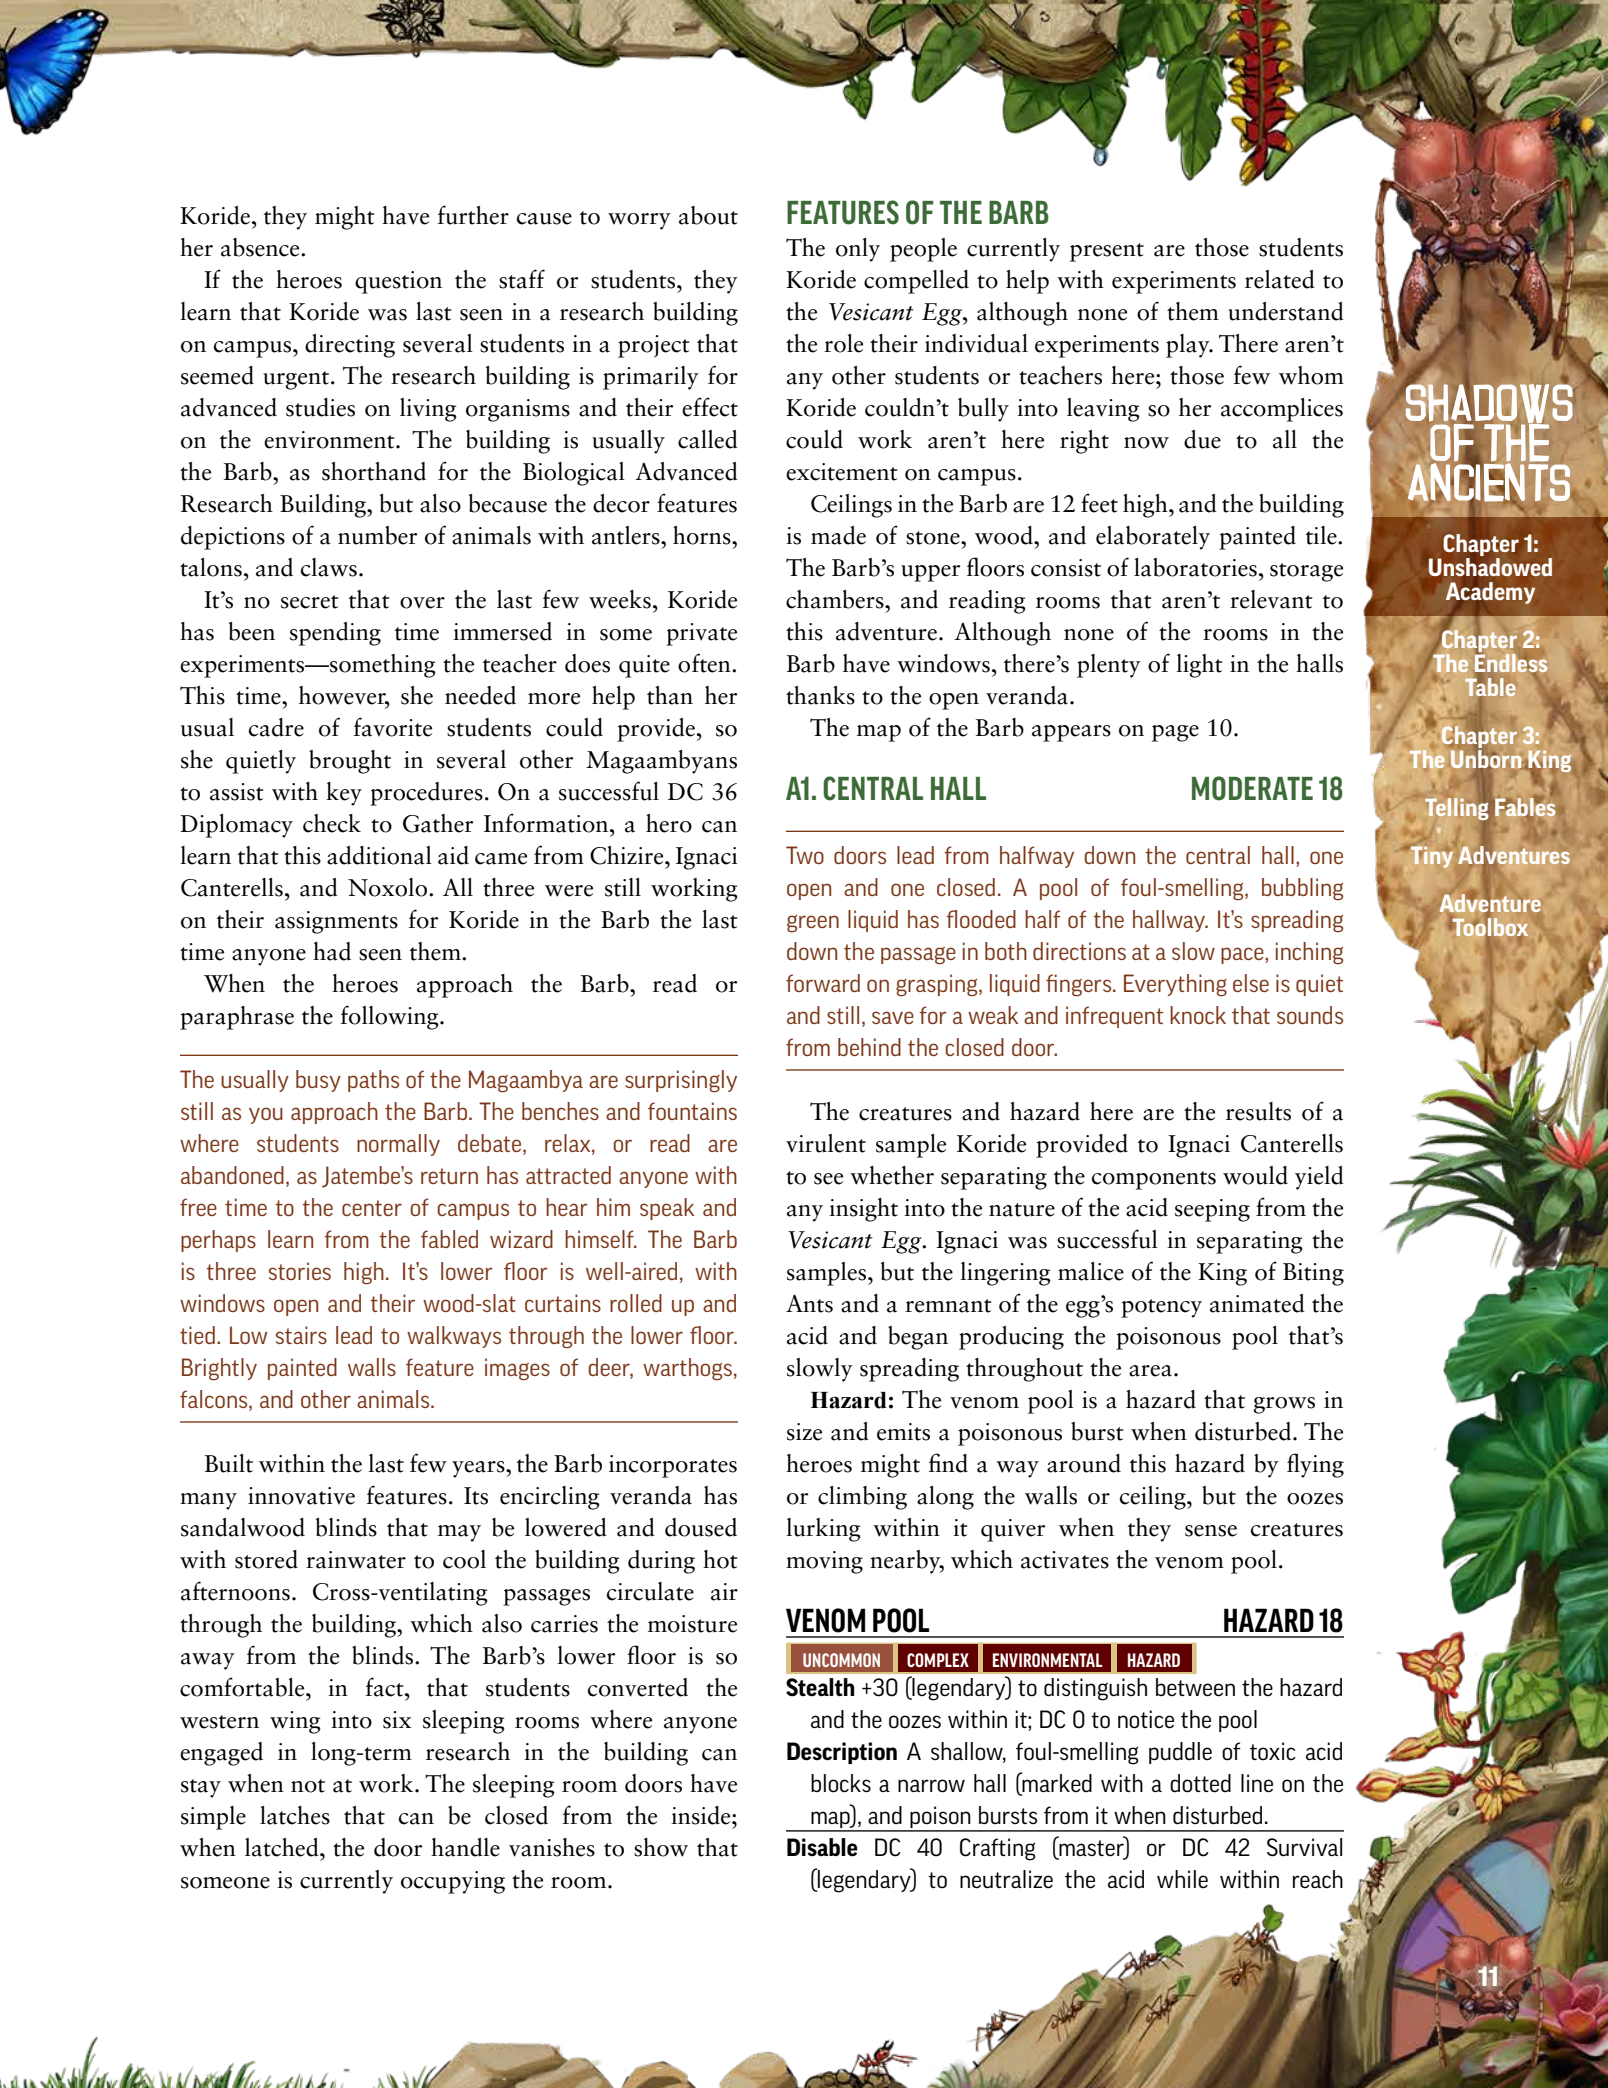 Koride, they might have further cause to worry about
her absence.
If the heroes question the staff or students, they
learn that Koride was last seen in a research building
on campus, directing several students in a project that
seemed urgent. The research building is primarily for
advanced studies on living organisms and their effect
on the environment. The building is usually called
the Barb, as shorthand for the Biological Advanced
Research Building, but also because the decor features
depictions of a number of animals with antlers, horns,
talons, and claws.
It's no secret that over the last few weeks, Koride
has been spending time immersed in some private
experiments—something the teacher does quite often.
This time, however, she needed more help than her
usual cadre of favorite students could provide, so
she quietly brought in several other Magaambyans
to assist with key procedures. On a successful DC 36
Diplomacy check to Gather Information, a hero can
learn that this additional aid came from Chizire, Ignaci
Canterells, and Noxolo. All three were still working
on their assignments for Koride in the Barb the last
time anyone had seen them.
When the heroes approach the Barb, read or
paraphrase the following.
The usually busy paths of the Magaambya are surprisingly
still as you approach the Barb. The benches and fountains
where students normally debate, relax, or read are
abandoned, as Jatembe's return has attracted anyone with
free time to the center of campus to hear him speak and
perhaps learn from the fabled wizard himself. The Barb
is three stories high. It's lower floor is well-aired, with
windows open and their wood-slat curtains rolled up and
tied. Low stairs lead to walkways through the lower floor.
Brightly painted walls feature images of deer, warthogs,
falcons, and other animals.
Built within the last few years, the Barb incorporates
many innovative features. Its encircling veranda has
sandalwood blinds that may be lowered and doused
with stored rainwater to cool the building during hot
afternoons. Cross-ventilating passages circulate air
through the building, which also carries the moisture
away from the blinds. The Barb's lower floor is so
comfortable, in fact, that students converted the
western wing into six sleeping rooms where anyone
engaged in long-term research in the building can
stay when not at work. The sleeping room doors have
simple latches that can be closed from the inside;
when latched, the door handle vanishes to show that
someone is currently occupying the room.
FEATURES OF THE BARB
The only people currently present are those students
Koride compelled to help with experiments related to
the Vesicant Egg, although none of them understand
the role their individual experiments play. There aren't
any other students or teachers here; those few whom
Koride couldn't bully into leaving so her accomplices
could work aren't here right now due to all the
excitement on campus.
Ceilings in the Barb are 12 feet high, and the building
is made of stone, wood, and elaborately painted tile.
The Barb's upper floors consist of laboratories, storage
chambers, and reading rooms that aren't relevant to
this adventure. Although none of the rooms in the
Barb have windows, there's plenty of light in the halls
thanks to the open veranda.
The map of the Barb appears on page 10.
A1. CENTRAL HALL MODERATE 18
Two doors lead from halfway down the central hall, one
open and one closed. A pool of foul-smelling, bubbling
green liquid has flooded half of the hallway. It's spreading
down the passage in both directions at a slow pace, inching
forward on grasping, liquid fingers. Everything else is quiet
and still, save for a weak and infrequent knock that sounds
from behind the closed door.
The creatures and hazard here are the results of a
virulent sample Koride provided to Ignaci Canterells
to see whether separating the components would yield
any insight into the nature of the acid seeping from the
Vesicant Egg. Ignaci was successful in separating the
samples, but the lingering malice of the King of Biting
Ants and a remnant of the egg's potency animated the
acid and began producing the poisonous pool that's
slowly spreading throughout the area.
Hazard: The venom pool is a hazard that grows in
size and emits a poisonous burst when disturbed. The
heroes might find a way around this hazard by flying
or climbing along the walls or ceiling, but the oozes
lurking within it quiver when they sense creatures
moving nearby, which activates the venom pool.
VENOM POOL HAZARD 18
UNCOMMON COMPLEX ENVIRONMENTAL HAZARD
Stealth +30 (legendary) to distinguish between the hazard
and the oozes within it; DC 0 to notice the pool
Description A shallow, foul-smelling puddle of toxic acid
blocks a narrow hall (marked with a dotted line on the
map), and poison bursts from it when disturbed.
Disable DC 40 Crafting (master) or DC 42 Survival
(legendary) to neutralize the acid while within reach
SHADOWS
OF THE
ANCIENTS
Chapter 1:
Unshadowed
Academy
Chapter 2:
The Endless
Table
Chapter 3:
The Unborn King
Telling Fables
Tiny Adventures
Adventure
Toolbox
11